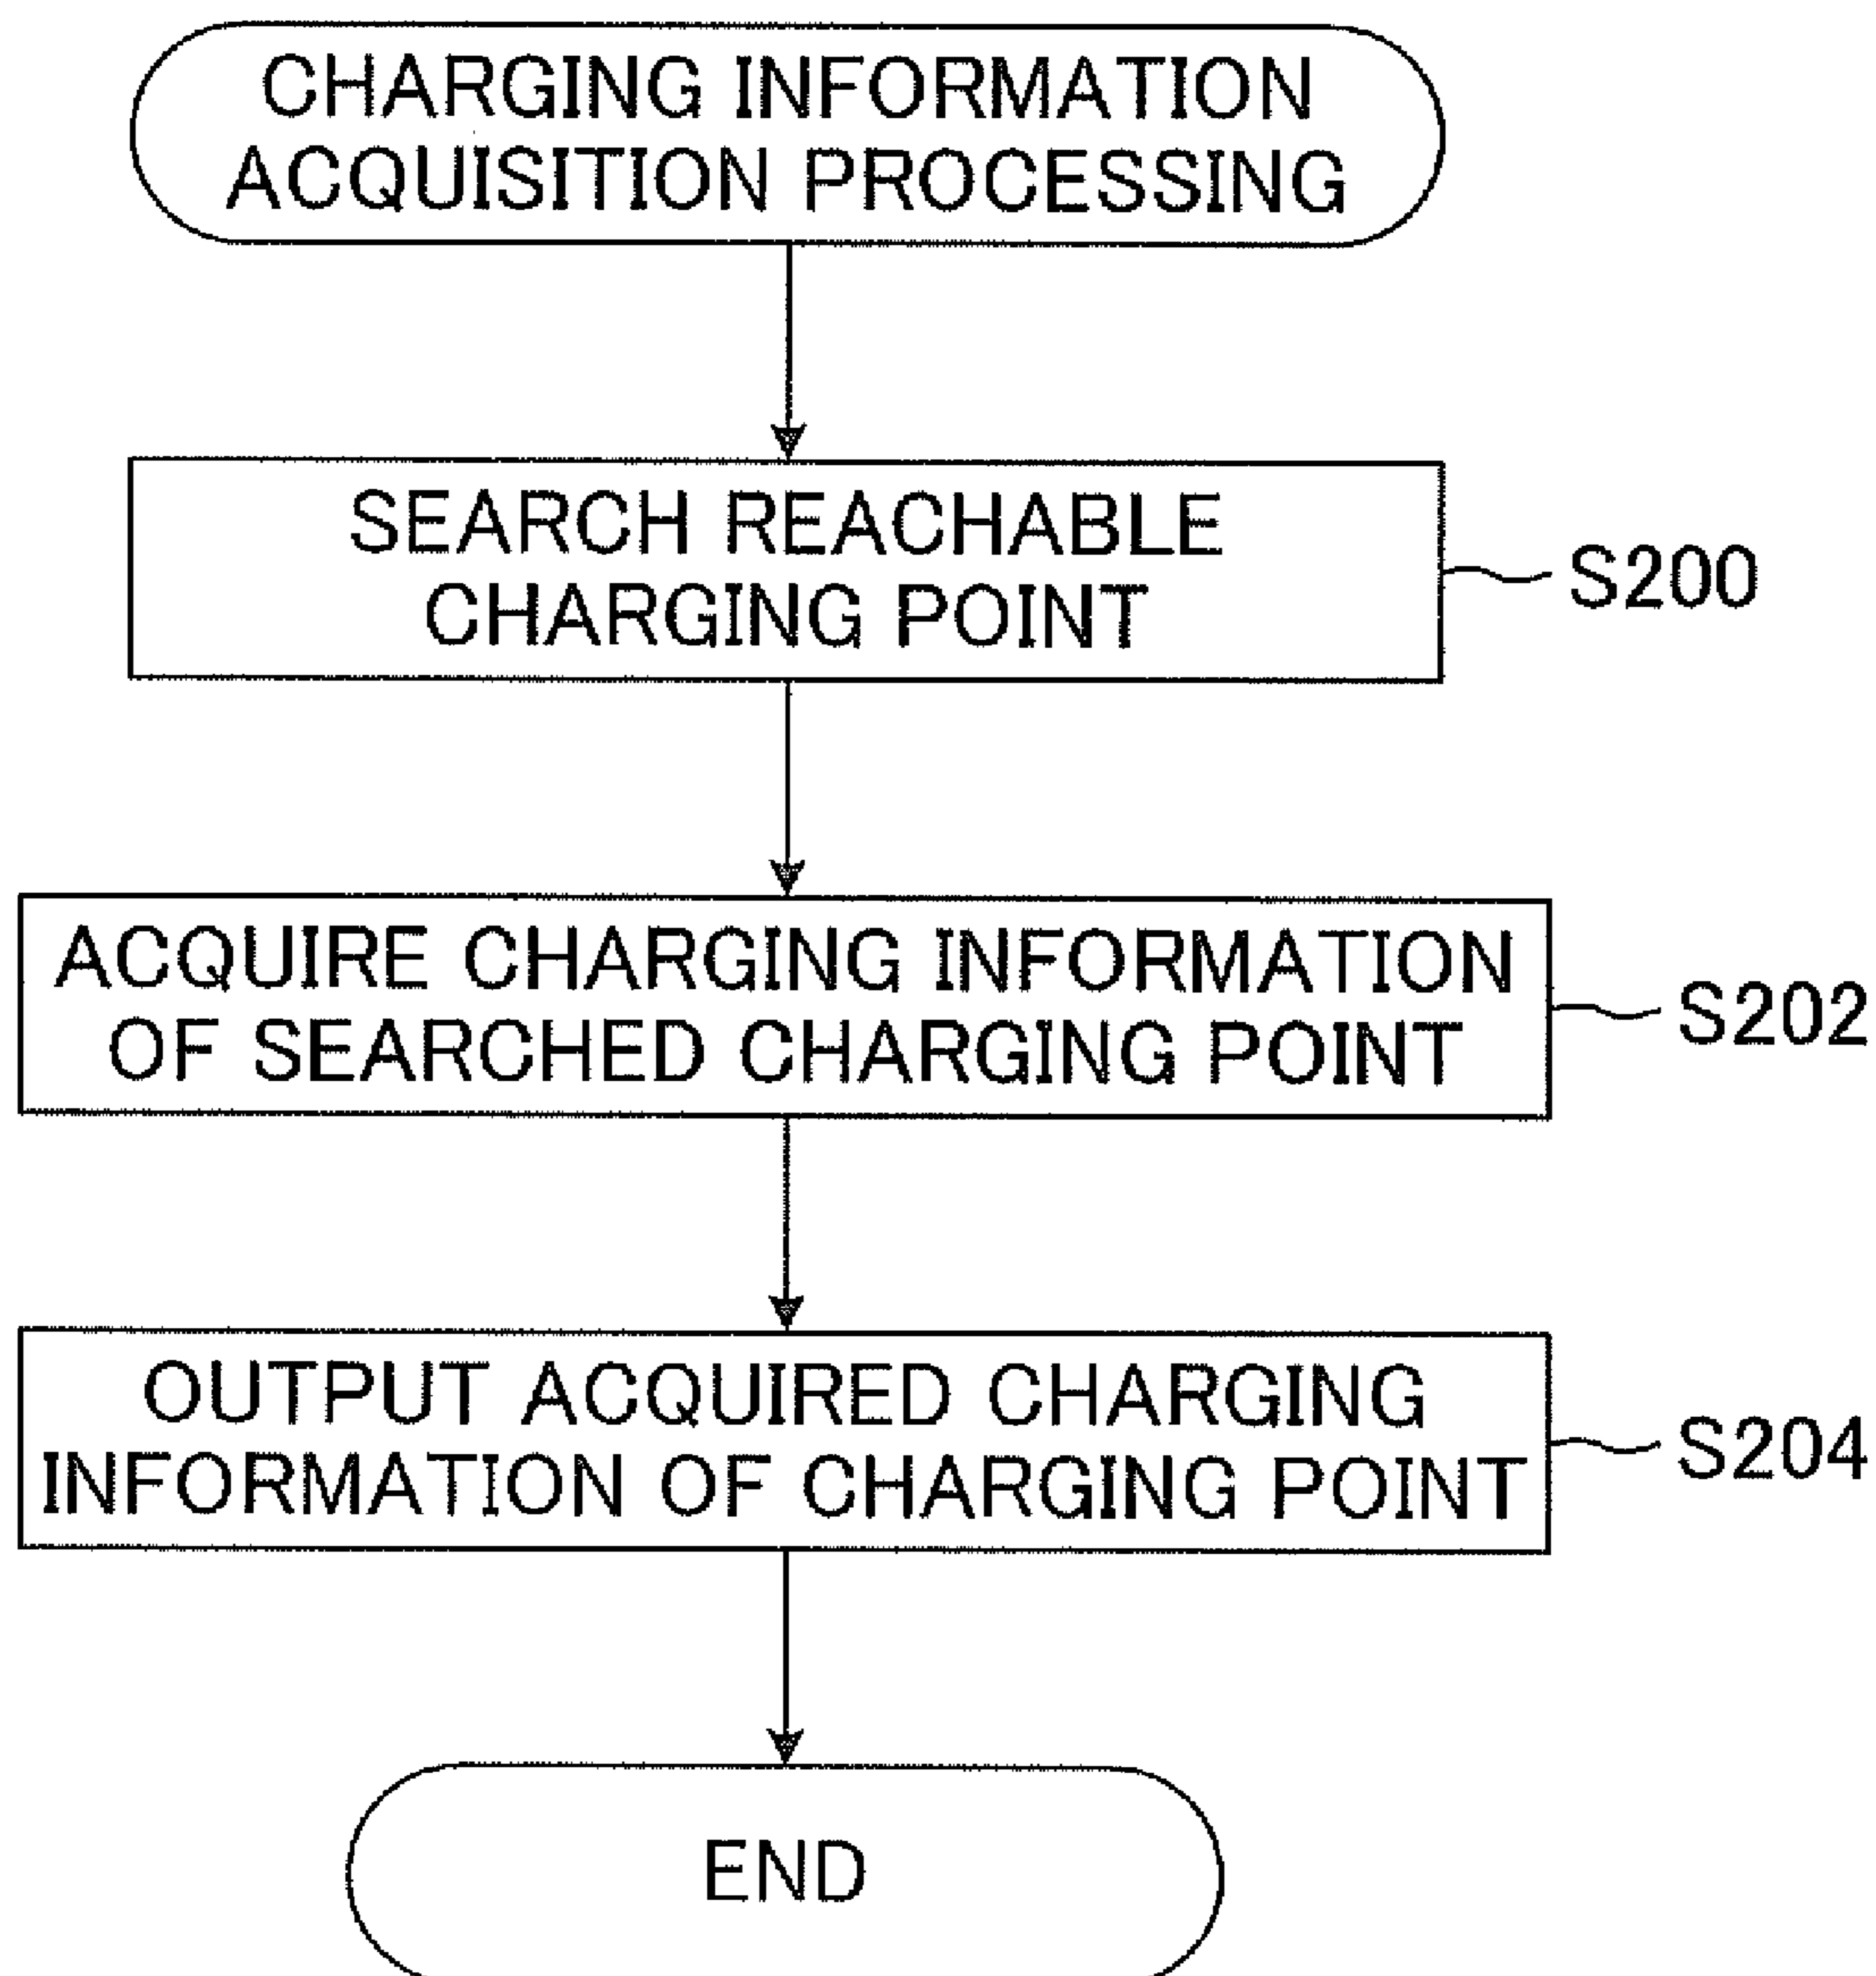 CHARGING INFORMATION
ACQUISITION PROCESSING
SEARCH REACHABLE
CHARGING POINT
S200
ACQUIRE CHARGING INFORMATION
OF SEARCHED CHARGING POINT
S202
OUTPUT ACQUIRED CHARGING
INFORMATION OF CHARGING POINT
S204
END